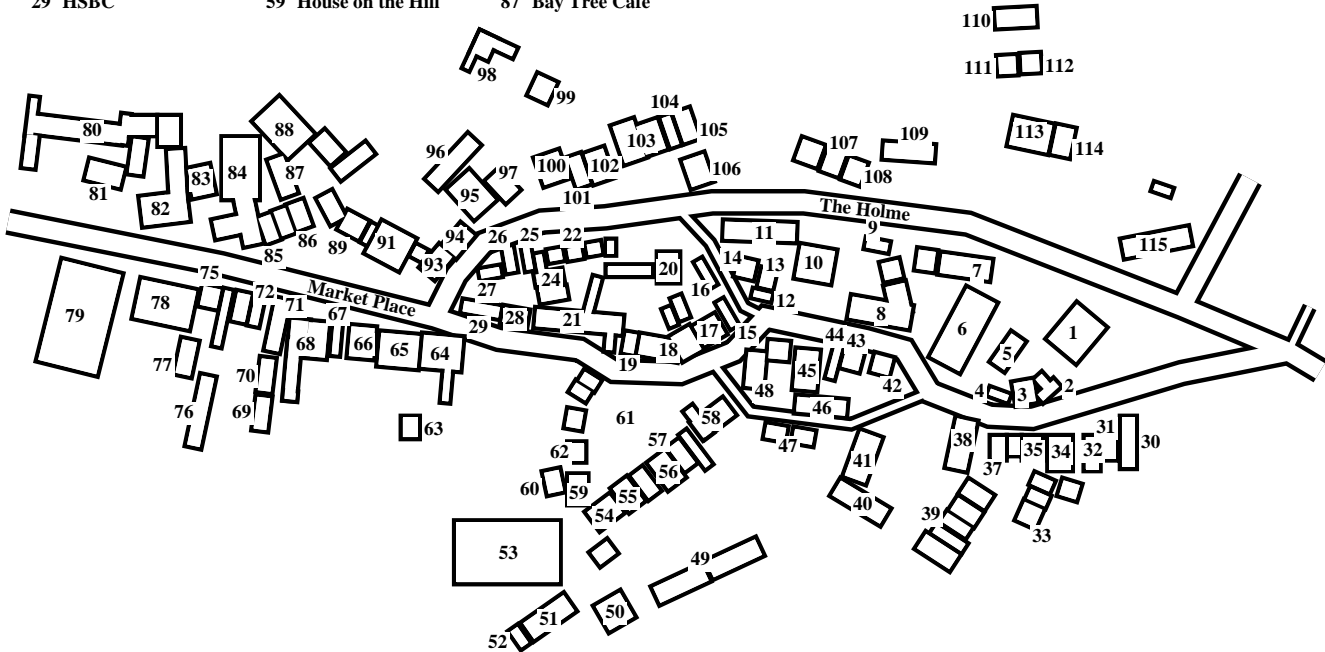 29 HSBC 59 House on the Hill 87 Bay Tree Cafe
110
98
111 112
99
104
80 88 103 105 113 109 107 114
96 100 102 106 108
81 83 84 87 97 95 101
82 86 The Holme
85 89 91 94 26 25 22 11 9 115
93 14 13 10 7
75 72 71 Market Place 27 24 20 16 12
79 78 67 29 28 21 17 15 8 6 1
77 68 66 65 64 19 18 44 43 5
70 48 45 42 4 3 2
76 69 63 61 58 46
62 57 47 38 37 35 31 30
60 59 56 41 34 32
54 55 40 39 33
53 49
52 51 50